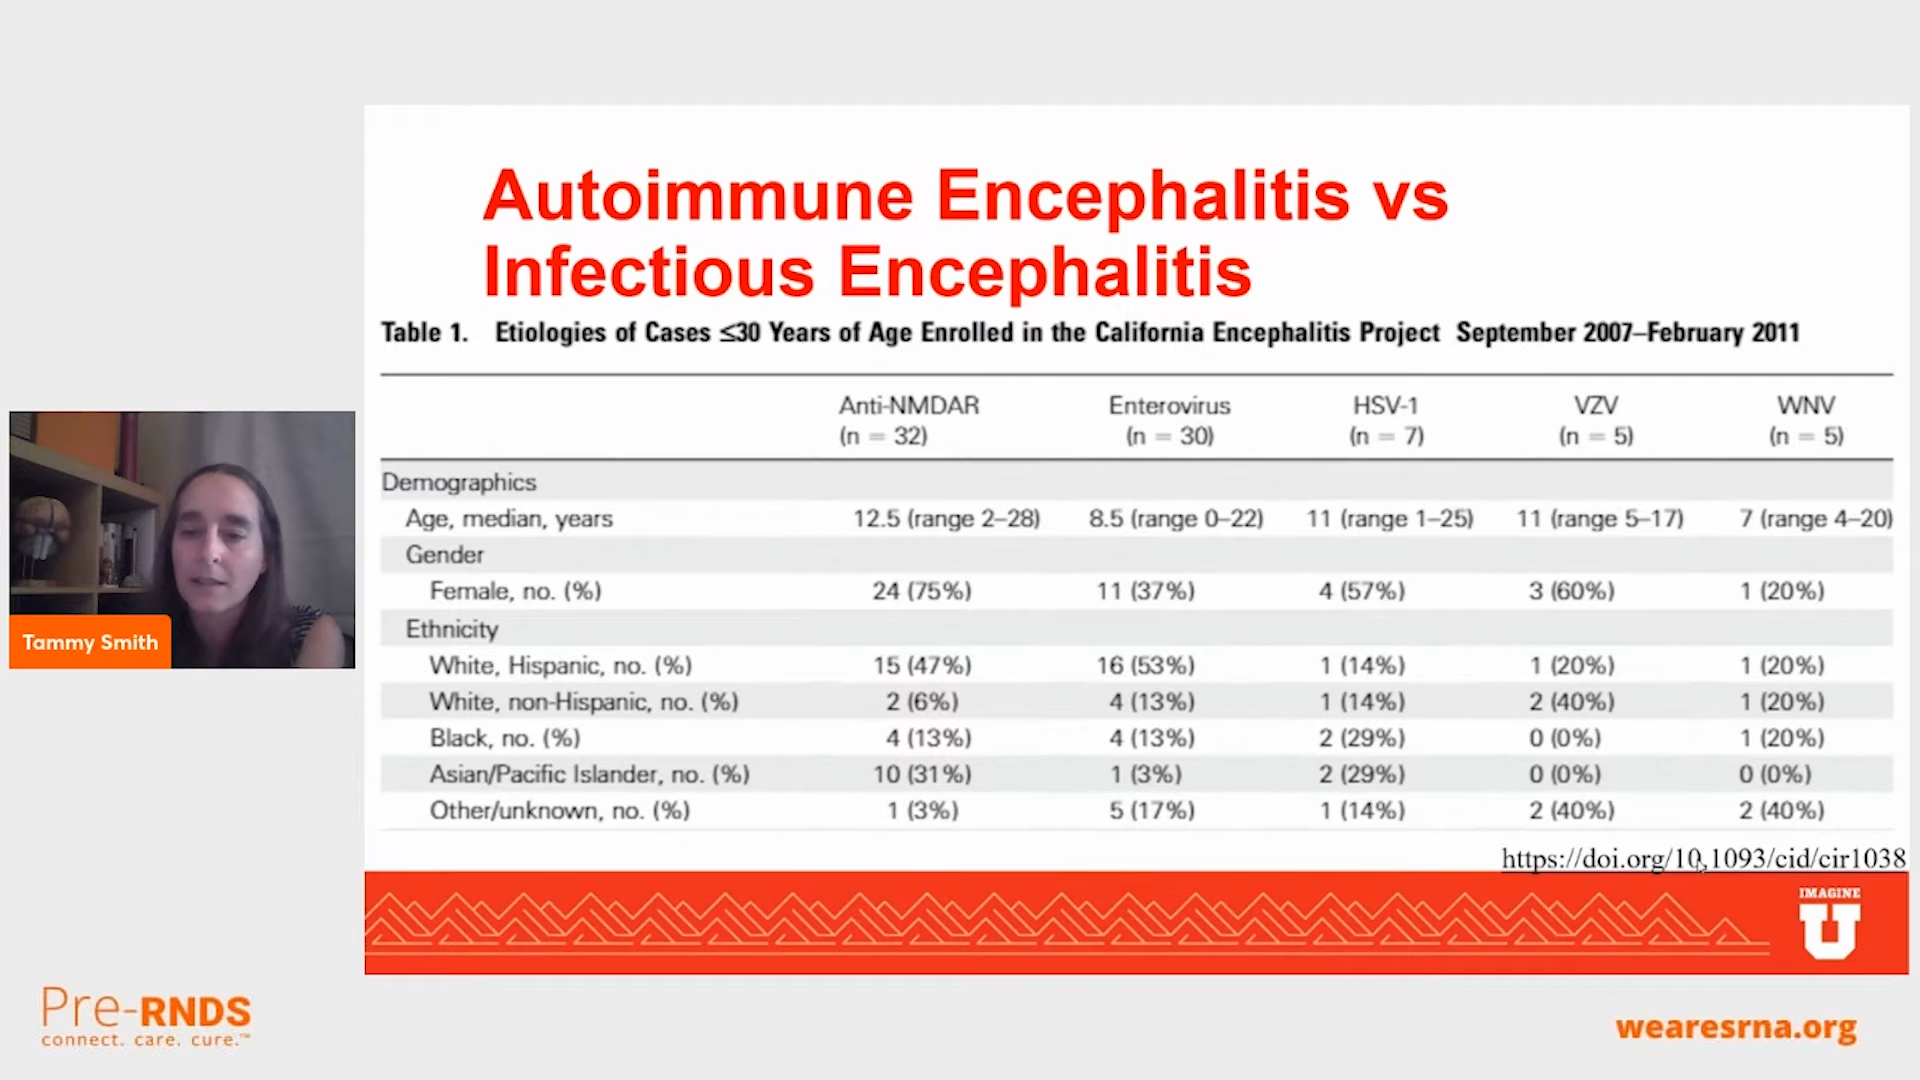 Autoimmune Encephalitis vs
Infectious Encephalitis
Table 1. Etiologies of Cases ≤30 Years of Age Enrolled in the California Encephalitis Project September 2007–February 2011
Anti-NMDAR Enterovirus HSV-1 VZV WNV
(n = 32) (n = 30) (n = 7) (n = 5) (n = 5)
Demographics
Age, median, years 12.5 (range 2–28) 8.5 (range 0–22) 11 (range 1–25) 11 (range 5–17) 7 (range 4–20)
Gender
Female, no. (%) 24 (75%) 11 (37%) 4 (57%) 3 (60%) 1 (20%)
Ethnicity
White, Hispanic, no. (%) 15 (47%) 16 (53%) 1 (14%) 1 (20%) 1 (20%)
White, non-Hispanic, no. (%) 2 (6%) 4 (13%) 1 (14%) 2 (40%) 1 (20%)
Black, no. (%) 4 (13%) 4 (13%) 2 (29%) 0 (0%) 1 (20%)
Asian/Pacific Islander, no. (%) 10 (31%) 1 (3%) 2 (29%) 0 (0%) 0 (0%)
Other/unknown, no. (%) 1 (3%) 5 (17%) 1 (14%) 2 (40%) 2 (40%)
https://doi.org/10.1093/cid/cir1038
IMAGINE
U
Tammy Smith
Pre-RNDS
connect. care. cure.™
wearesrna.org